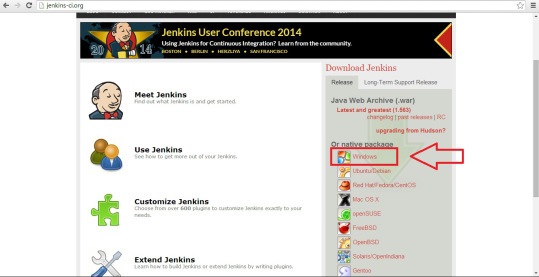 jenkins-ci.org
20 14
Jenkins User Conference 2014
Using Jenkins for Continuous Integration? Learn from the community.
BOSTON • BERLIN • HERZLIYA • SAN FRANCISCO
Meet Jenkins
Find out what Jenkins is and get started.
Use Jenkins
See how to get more out of your Jenkins.
Customize Jenkins
Choose from over 600 plugins to customize Jenkins exactly to your
needs.
Extend Jenkins
Learn how to build Jenkins or extend Jenkins by writing plugins.
Download Jenkins
Release Long-Term Support Release
Java Web Archive (.war)
Latest and greatest (1.563)
changelog | past releases | RC
upgrading from Hudson?
Or native package
Windows
Ubuntu/Debian
Red Hat/Fedora/CentOS
Mac OS X
openSUSE
FreeBSD
OpenBSD
Solaris/OpenIndiana
Gentoo